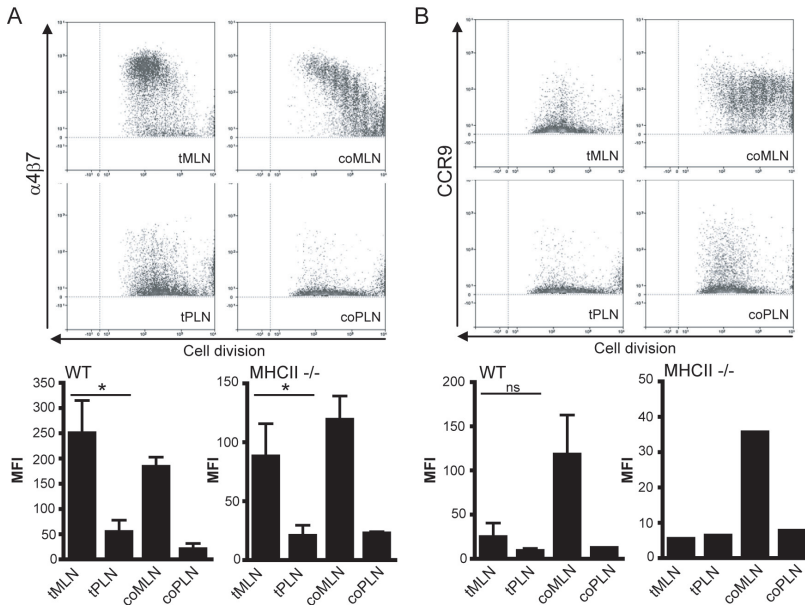 A
α4β7
tMLN
coMLN
tPLN
coPLN
Cell division
WT
*
MFI
350
300
250
200
150
100
50
0
tMLN
tPLN
coMLN
coPLN
MHCII -/-
*
MFI
150
100
50
0
tMLN
tPLN
coMLN
coPLN
B
CCR9
tMLN
coMLN
tPLN
coPLN
Cell division
WT
ns
MFI
200
150
100
50
0
tMLN
tPLN
coMLN
coPLN
MHCII -/-
MFI
50
40
30
20
10
0
tMLN
tPLN
coMLN
coPLN